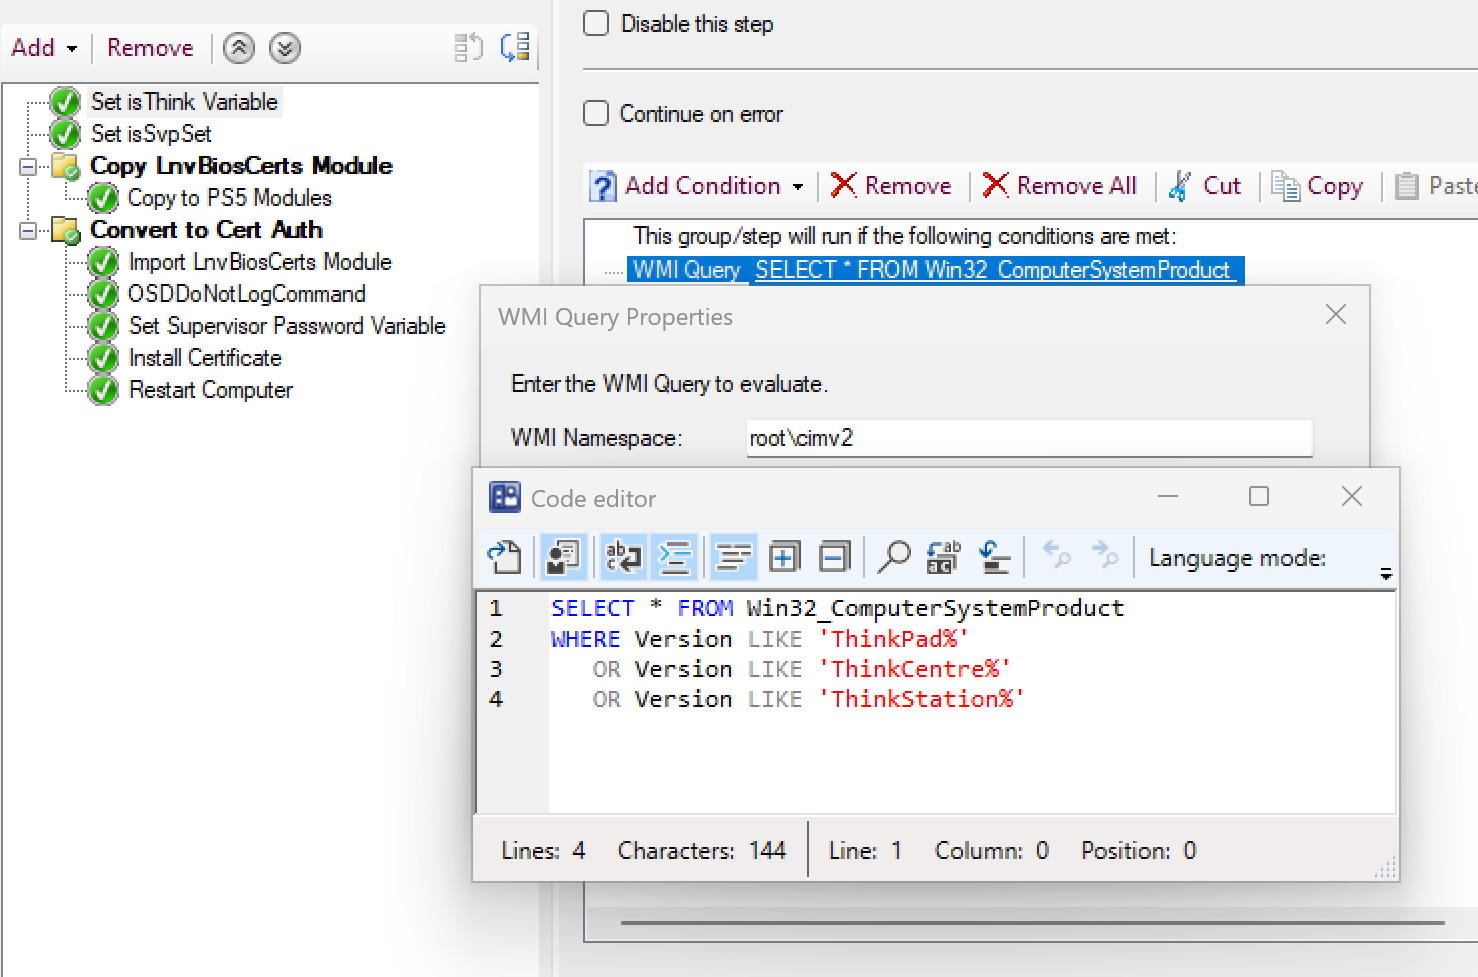 Add
Remove
Set isThink Variable
Set isSvpSet
Copy LnvBiosCerts Module
Copy to PS5 Modules
Convert to Cert Auth
Import LnvBiosCerts Module
OSDDoNotLogCommand
Set Supervisor Password Variable
Install Certificate
Restart Computer
Disable this step
Continue on error
Add Condition Remove Remove All Cut Copy Paste
This group/step will run if the following conditions are met:
WMI Query SELECT * FROM Win32_ComputerSystemProduct
WMI Query Properties
Enter the WMI Query to evaluate.
WMI Namespace: root\cimv2
Code editor
Language mode:
1 SELECT * FROM Win32_ComputerSystemProduct
2 WHERE Version LIKE 'ThinkPad%'
3 OR Version LIKE 'ThinkCentre%'
4 OR Version LIKE 'ThinkStation%'
Lines: 4 Characters: 144 Line: 1 Column: 0 Position: 0